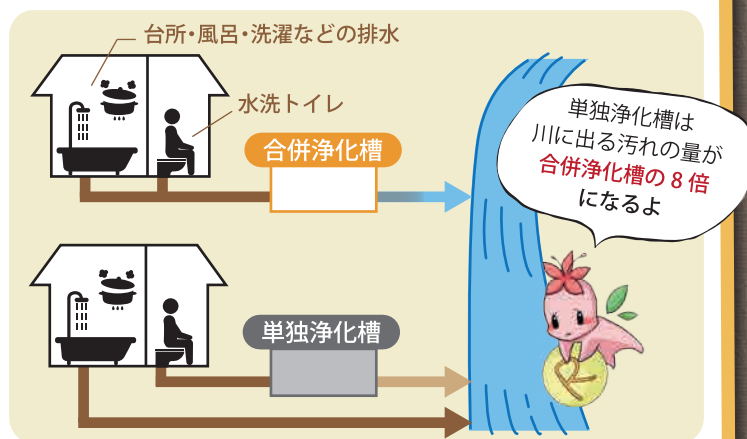 台所・風呂・洗濯などの排水
水洗トイレ
合併浄化槽
単独浄化槽は
川に出る汚れの量が
合併浄化槽の8倍
になるよ
単独浄化槽